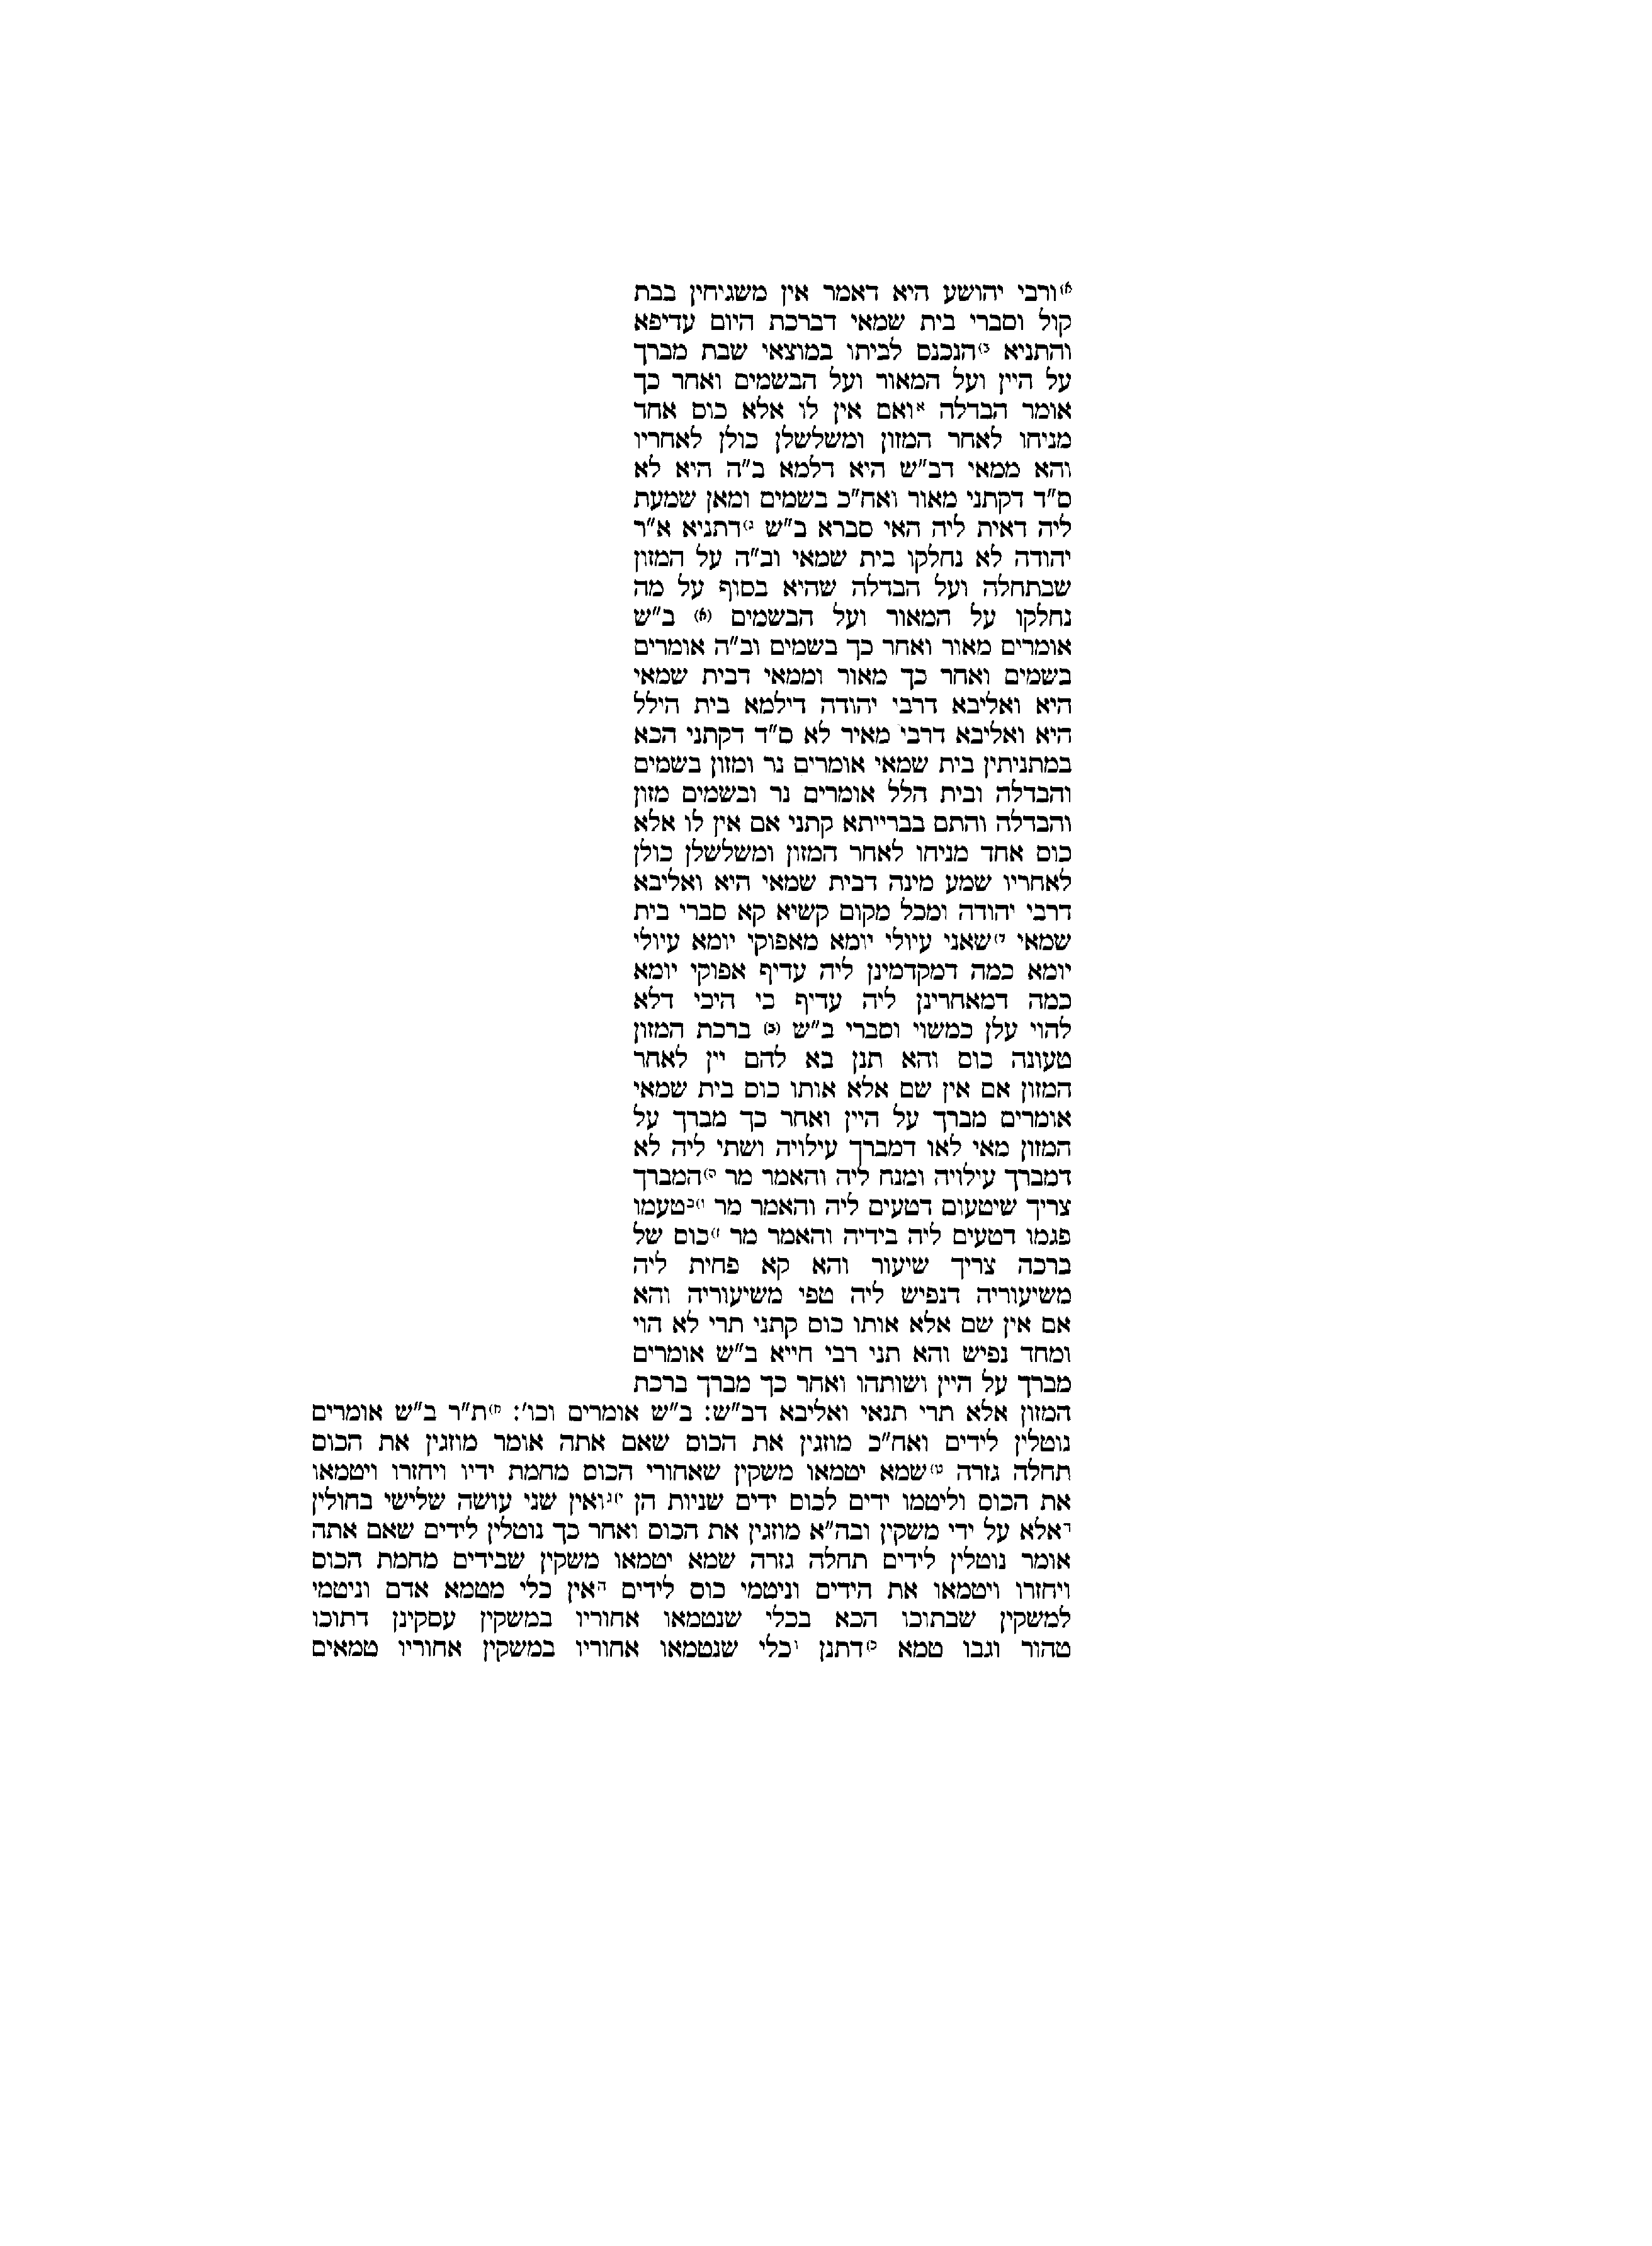 א)ורבי יהושע היא דאמר אין משגיחין בבת
קול וסברי בית שמאי דברכת היום עדיפא
והתניא ב)הנכנס לביתו במוצאי שבת מברך
על היין ועל המאור ועל הבשמים ואחר כך
אומר הבדלה אואם אין לו אלא כוס אחד
מניחו לאחר המזון ומשלשלן כולן לאחריו
והא ממאי דב"ש היא דלמא ב"ה היא לא
ס"ד דקתני מאור ואח"כ בשמים ומאן שמעת
ליה דאית ליה האי סברא ב"ש ג)דתניא א"ר
יהודה לא נחלקו בית שמאי וב"ה על המזון
שבתחלה ועל הבדלה שהיא בסוף על מה
נחלקו על המאור ועל הבשמים (א) ב"ש
אומרים מאור ואחר כך בשמים וב"ה אומרים
בשמים ואחר כך מאור וממאי דבית שמאי
היא ואליבא דרבי יהודה דילמא בית הילל
היא ואליבא דרבי מאיר לא ס"ד דקתני הכא
במתניתין בית שמאי אומרים נר ומזון בשמים
והבדלה ובית הלל אומרים נר ובשמים מזון
והבדלה והתם בברייתא קתני אם אין לו אלא
כוס אחד מניחו לאחר המזון ומשלשלן כולן
לאחריו שמע מינה דבית שמאי היא ואליבא
דרבי יהודה ומכל מקום קשיא קא סברי בית
שמאי ד)שאני עיולי יומא מאפוקי יומא עיולי
יומא כמה דמקדמינן ליה עדיף אפוקי יומא
כמה דמאחרינן ליה עדיף כי היכי דלא
להוי עלן כמשוי וסברי ב"ש (ב) ברכת המזון
טעונה כוס והא תנן בא להם יין לאחר
המזון אם אין שם אלא אותו כוס בית שמאי
אומרים מברך על היין ואחר כך מברך על
המזון מאי לאו דמברך עילויה ושתי ליה לא
דמברך עילויה ומנח ליה והאמר מר ה)המברך
צריך שיטעום דטעים ליה והאמר מר ו)בטעמו
פגמו דטעים ליה בידיה והאמר מר ז)כוס של
ברכה צריך שיעור והא קא פחית ליה
משיעוריה דנפיש ליה טפי משיעוריה והא
אם אין שם אלא אותו כוס קתני תרי לא הוי
ומחד נפיש והא תני רבי חייא ב"ש אומרים
מברך על היין ושותהו ואחר כך מברך ברכת
המזון אלא תרי תנאי ואליבא דב"ש: ב"ש אומרים וכו': ח)ת"ר ב"ש אומרים
נוטלין לידים ואח"כ מוזגין את הכוס שאם אתה אומר מוזגין את הכוס
תחלה גזרה ט)שמא יטמאו משקין שאחורי הכוס מחמת ידיו ויחזרו ויטמאו
את הכוס וליטמו ידים לכוס ידים שניות הן י)גואין שני עושה שלישי בחולין
דאלא על ידי משקין ובה"א מוזגין את הכוס ואחר כך נוטלין לידים שאם אתה
אומר נוטלין לידים תחלה גזרה שמא יטמאו משקין שבידים מחמת הכוס
ויחזרו ויטמאו את הידים וניטמי כוס לידים האין כלי מטמא אדם וניטמי
למשקין שבתוכו הכא בכלי שנטמאו אחוריו במשקין עסקינן דתוכו
טהור וגבו טמא כ)דתנן וכלי שנטמאו אחוריו במשקין אחוריו טמאים